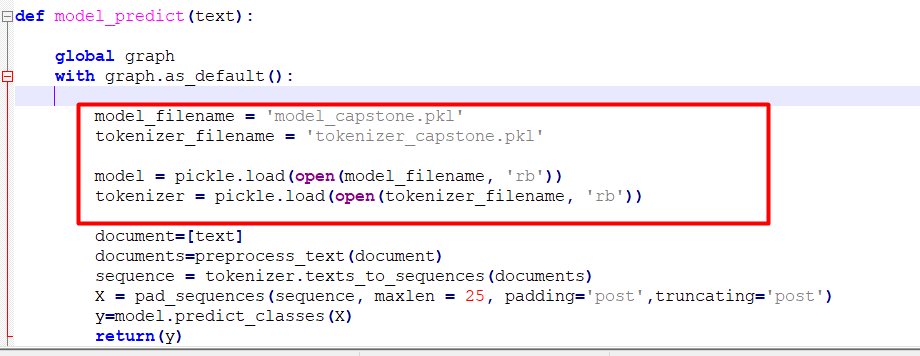 def model_predict(text):
global graph
with graph.as_default():
model_filename = 'model_capstone.pkl'
tokenizer_filename = 'tokenizer_capstone.pkl'
model = pickle.load(open(model_filename, 'rb'))
tokenizer = pickle.load(open(tokenizer_filename, 'rb'))
document=[text]
documents=preprocess_text(document)
sequence = tokenizer.texts_to_sequences(documents)
X = pad_sequences(sequence, maxlen = 25, padding='post',truncating='post')
y=model.predict_classes(X)
return(y)